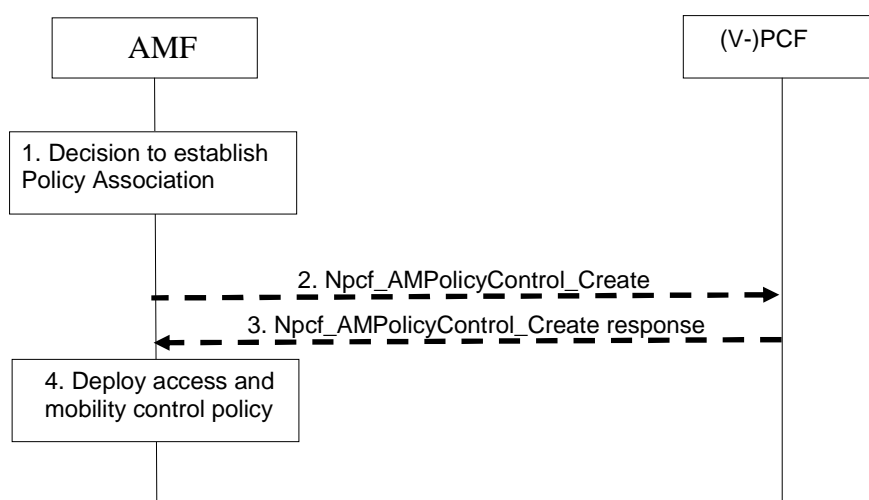 AMF
(V-)PCF
1. Decision to establish
Policy Association
2. Npcf_AMPolicyControl_Create
3. Npcf_AMPolicyControl_Create response
4. Deploy access and
mobility control policy